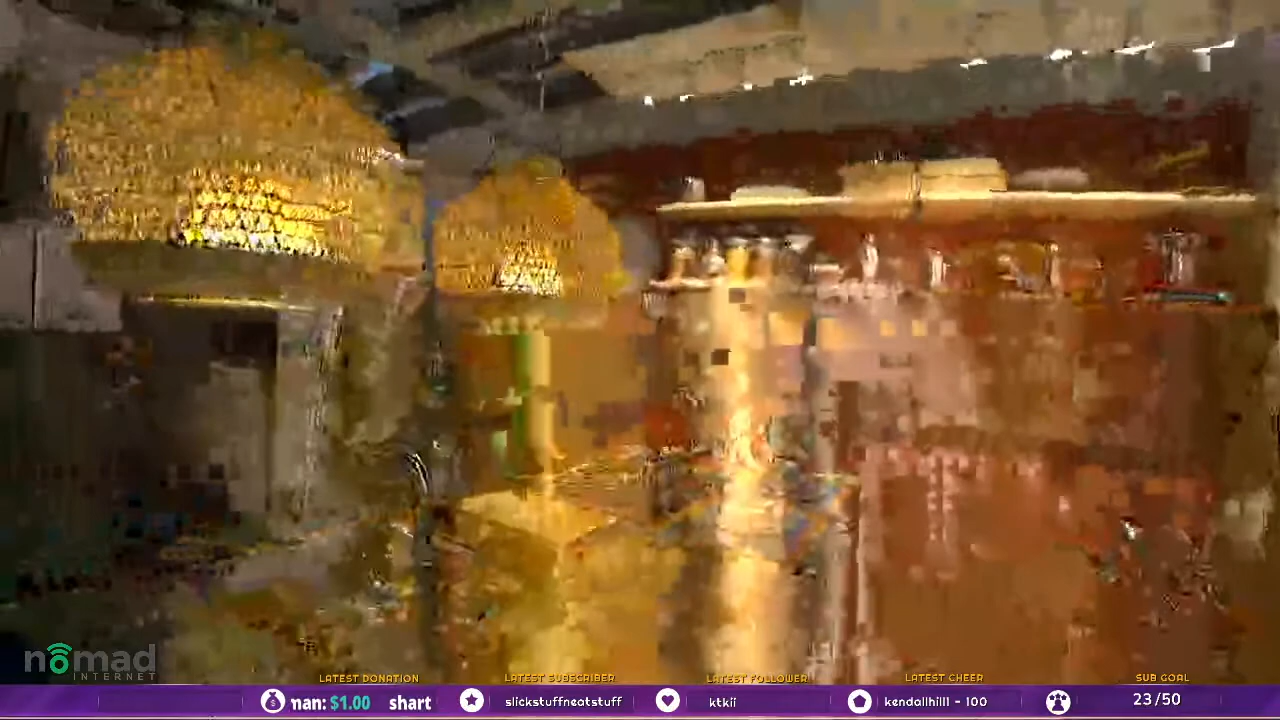 nomad
INTERNET
LATEST DONATION
LATEST SUBSCRIBER
LATEST FOLLOWER
LATEST CHEER
SUB GOAL
nan: $1.00 shart
slickstuffneatstuff
ktkii
kendallhilll - 100
23/50